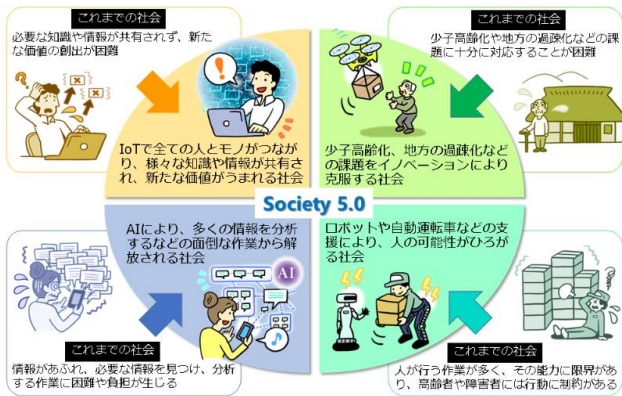 これまでの社会
必要な知識や情報が共有されず、新た
な価値の創出が困難
これまでの社会
少子高齢化や地方の過疎化などの課
題に十分に対応することが困難
IoTで全ての人とモノがつなが
り、様々な知識や情報が共有さ
れ、新たな価値がうまれる社会
少子高齢化、地方の過疎化など
の課題をイノベーションにより
克服する社会
Society 5.0
AIにより、多くの情報を分析
するなどの面倒な作業から解
放される社会
AI
ロボットや自動運転車などの支
援により、人の可能性がひろが
る社会
これまでの社会
情報があふれ、必要な情報を見つけ、分析
する作業に困難や負担が生じる
これまでの社会
人が行う作業が多く、その能力に限界があ
り、高齢者や障害者には行動に制約がある